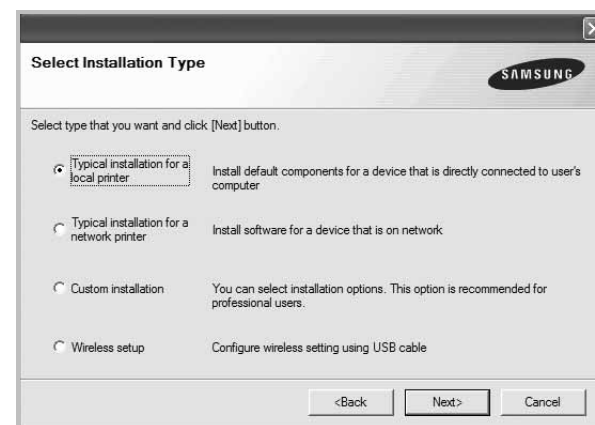 Select Installation Type
SAMSUNG
Select type that you want and click [Next] button.
Typical installation for a
local printer
Install default components for a device that is directly connected to user's
computer
Typical installation for a
network printer
Install software for a device that is on network
Custom installation
You can select installation options. This option is recommended for
professional users.
Wireless setup
Configure wireless setting using USB cable
<Back
Next>
Cancel